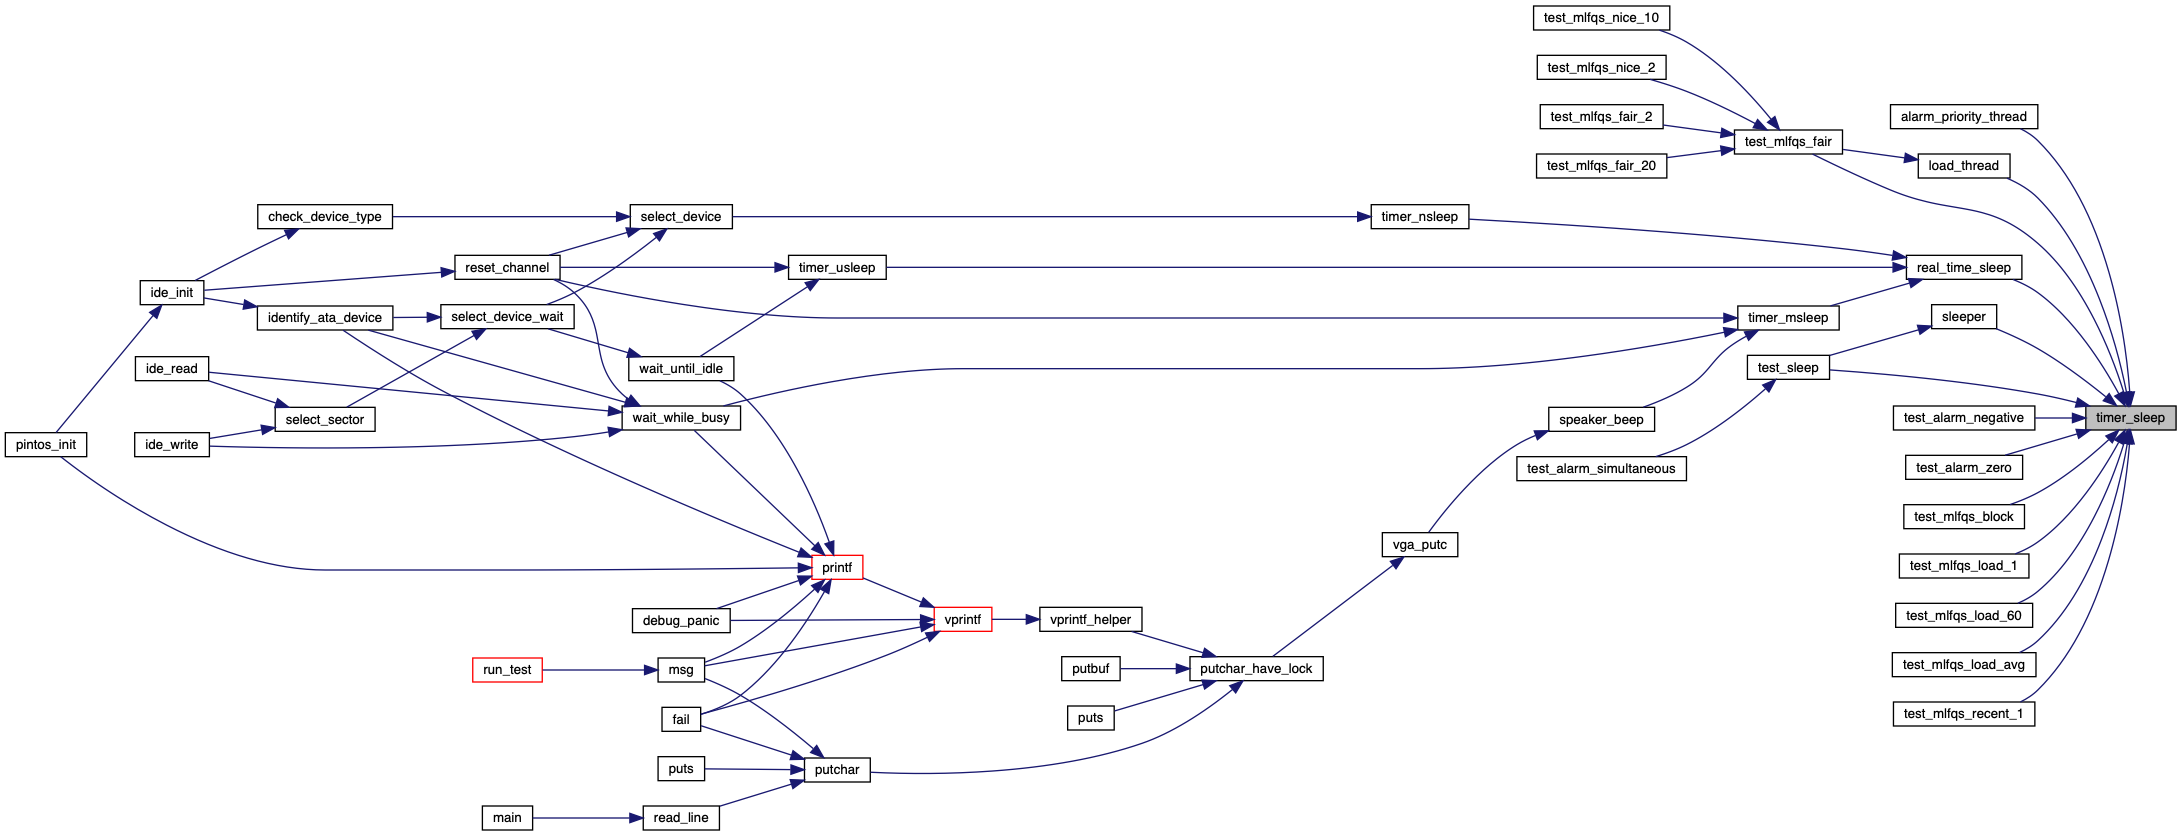 test_mlfqs_nice_10
test_mlfqs_nice_2
test_mlfqs_fair_2
alarm_priority_thread
test_mlfqs_fair
test_mlfqs_fair_20
load_thread
check_device_type
select_device
timer_nsleep
reset_channel
timer_usleep
real_time_sleep
ide_init
identify_ata_device
select_device_wait
timer_msleep
sleeper
ide_read
wait_until_idle
test_sleep
select_sector
wait_while_busy
speaker_beep
test_alarm_negative
timer_sleep
pintos_init
ide_write
test_alarm_simultaneous
test_alarm_zero
test_mlfqs_block
vga_putc
printf
test_mlfqs_load_1
debug_panic
vprintf
vprintf_helper
test_mlfqs_load_60
run_test
msg
putbuf
putchar_have_lock
test_mlfqs_load_avg
fail
puts
test_mlfqs_recent_1
puts
putchar
main
read_line